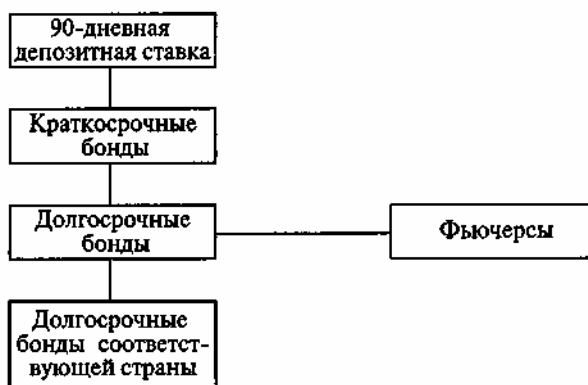 90-дневная
депозитная ставка
Краткосрочные
бонды
Долгосрочные
бонды
Фьючерсы
Долгосрочные
бонды соответст-
вующей страны